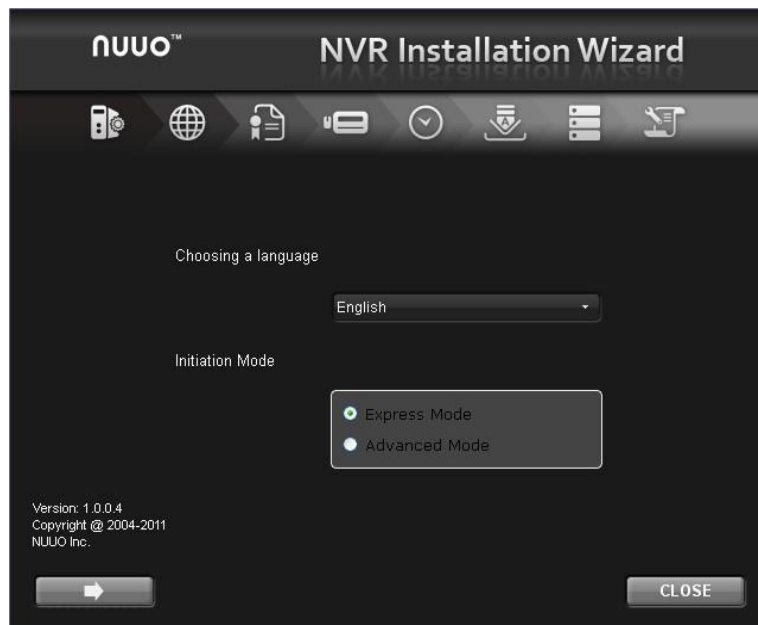 nuuo™
NVR Installation Wizard
Choosing a language
English
Initiation Mode
Express Mode
Advanced Mode
Version: 1.0.0.4
Copyright @ 2004-2011
NUUO Inc.
CLOSE